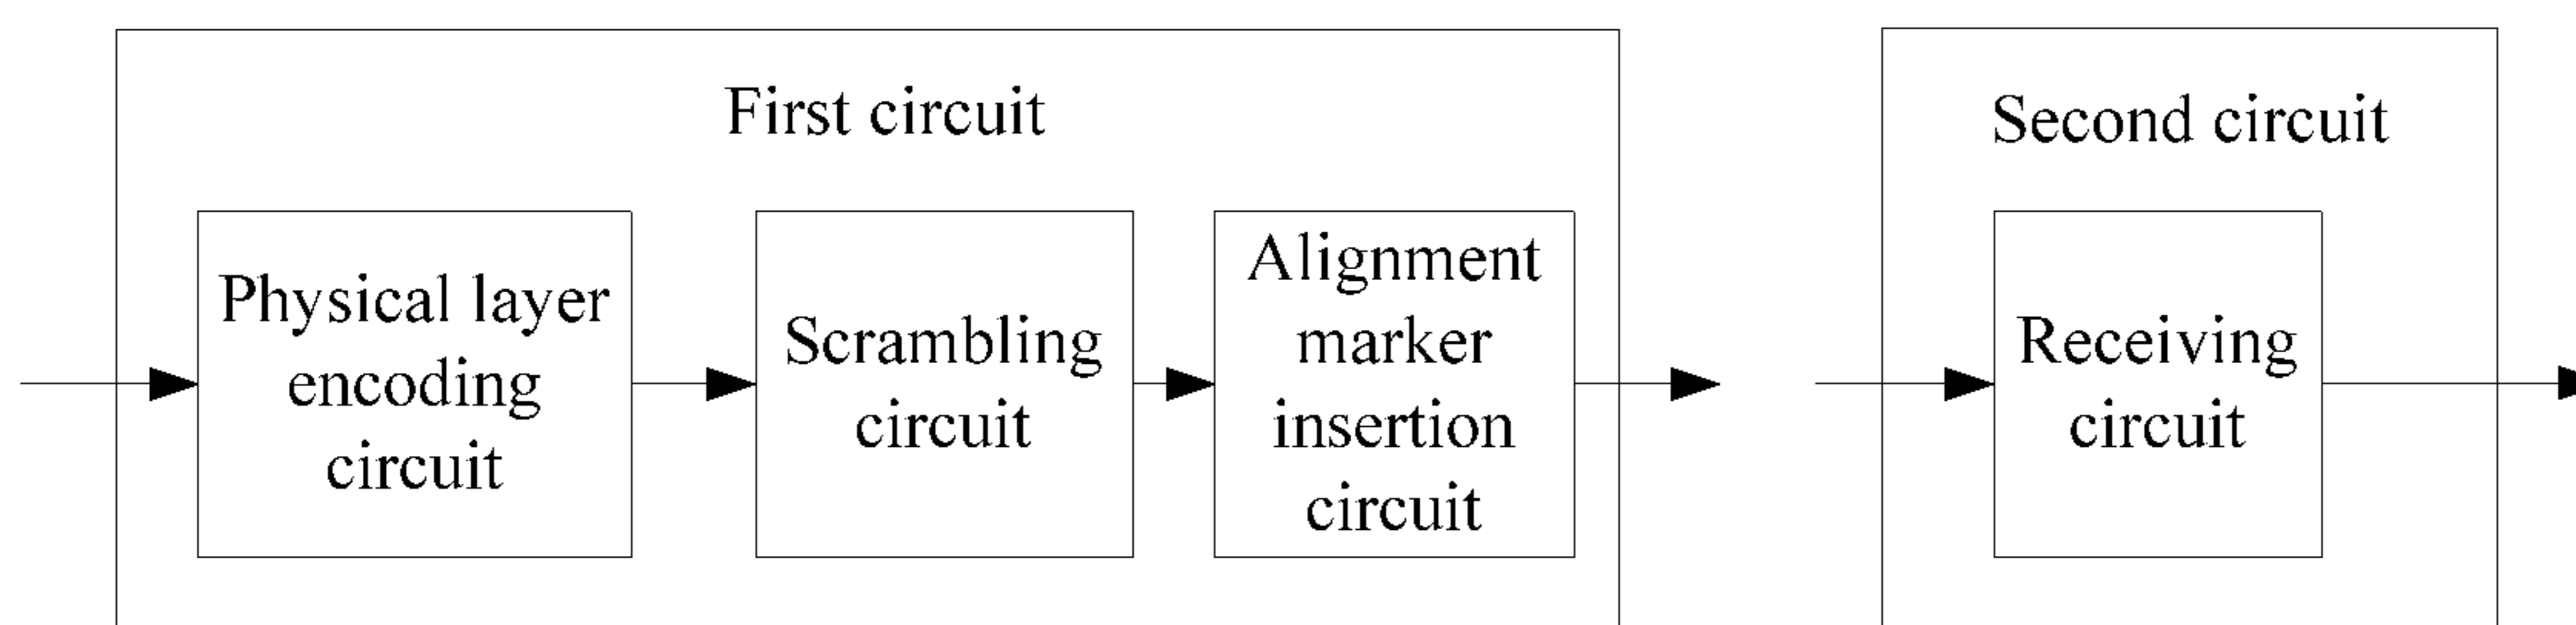 First circuit
Physical layer
encoding
circuit
Scrambling
circuit
Alignment
marker
insertion
circuit
Second circuit
Receiving
circuit